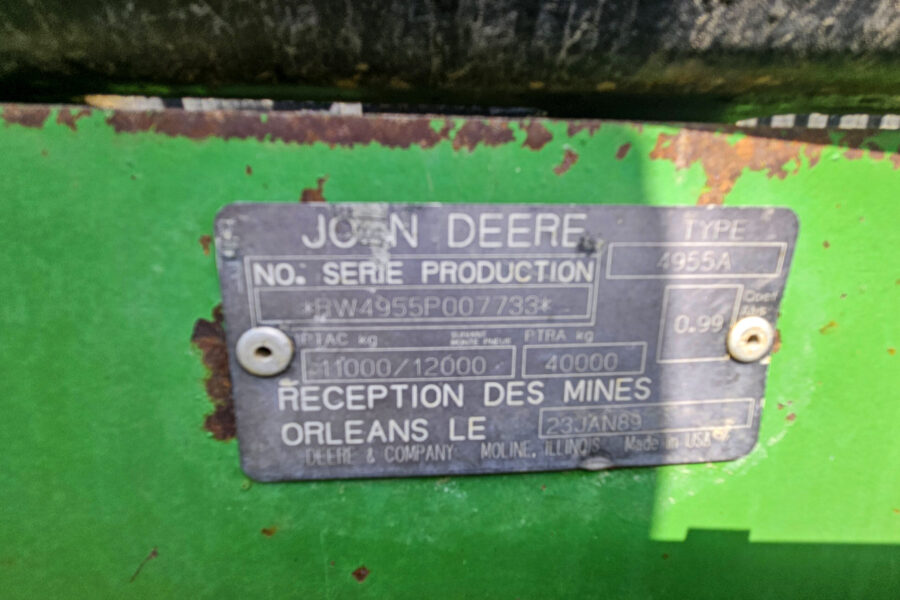 JOHN DEERE
TYPE
4955A
NO. SERIE PRODUCTION
*RW4955P007733*
0.99
PTAC kg
PTRA kg
11000/12000
40000
RECEPTION DES MINES
ORLEANS LE
23JAN89
DEERE & COMPANY MOLINE, ILLINOIS Made in USA